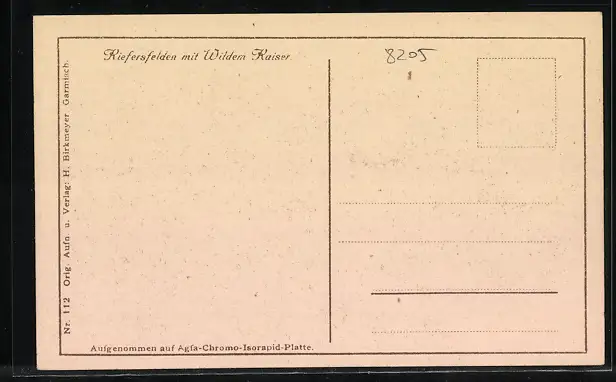 Kiefersfelden mit Wildem Kaiser.
8205
Nr. 112 Orig. Aufn u. Verlag: H. Birkmeyer Garmisch.
Aufgenommen auf Agfa-Chromo-Isorapid-Platte.